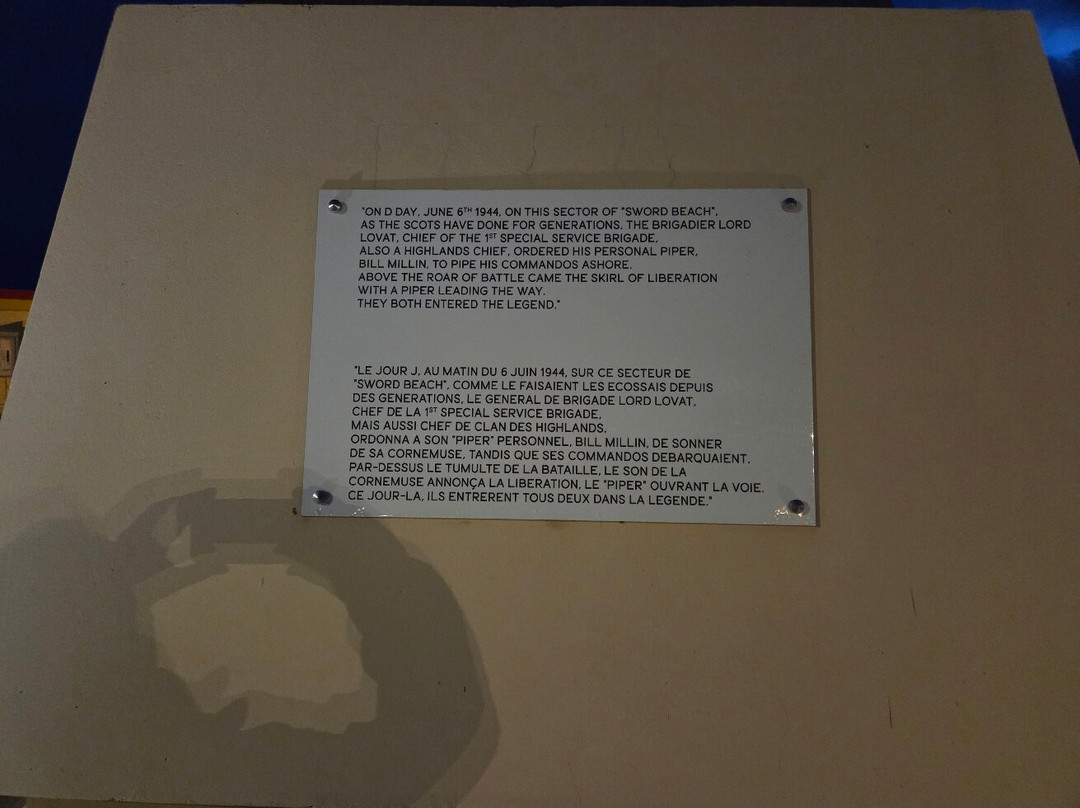 "ON D DAY, JUNE 6TH 1944, ON THIS SECTOR OF "SWORD BEACH",
AS THE SCOTS HAVE DONE FOR GENERATIONS. THE BRIGADIER LORD
LOVAT, CHIEF OF THE 1ST SPECIAL SERVICE BRIGADE,
ALSO A HIGHLANDS CHIEF, ORDERED HIS PERSONAL PIPER,
BILL MILLIN, TO PIPE HIS COMMANDOS ASHORE.
ABOVE THE ROAR OF BATTLE CAME THE SKIRL OF LIBERATION
WITH A PIPER LEADING THE WAY.
THEY BOTH ENTERED THE LEGEND."
"LE JOUR J, AU MATIN DU 6 JUIN 1944, SUR CE SECTEUR DE
"SWORD BEACH", COMME LE FAISAIENT LES ECOSSAIS DEPUIS
DES GENERATIONS, LE GENERAL DE BRIGADE LORD LOVAT,
CHEF DE LA 1ST SPECIAL SERVICE BRIGADE,
MAIS AUSSI CHEF DE CLAN DES HIGHLANDS,
ORDONNA A SON "PIPER" PERSONNEL, BILL MILLIN, DE SONNER
DE SA CORNEMUSE, TANDIS QUE SES COMMANDOS DEBARQUAIENT.
PAR-DESSUS LE TUMULTE DE LA BATAILLE, LE SON DE LA
CORNEMUSE ANNONÇA LA LIBERATION, LE "PIPER" OUVRANT LA VOIE.
CE JOUR-LA, ILS ENTRERENT TOUS DEUX DANS LA LEGENDE."